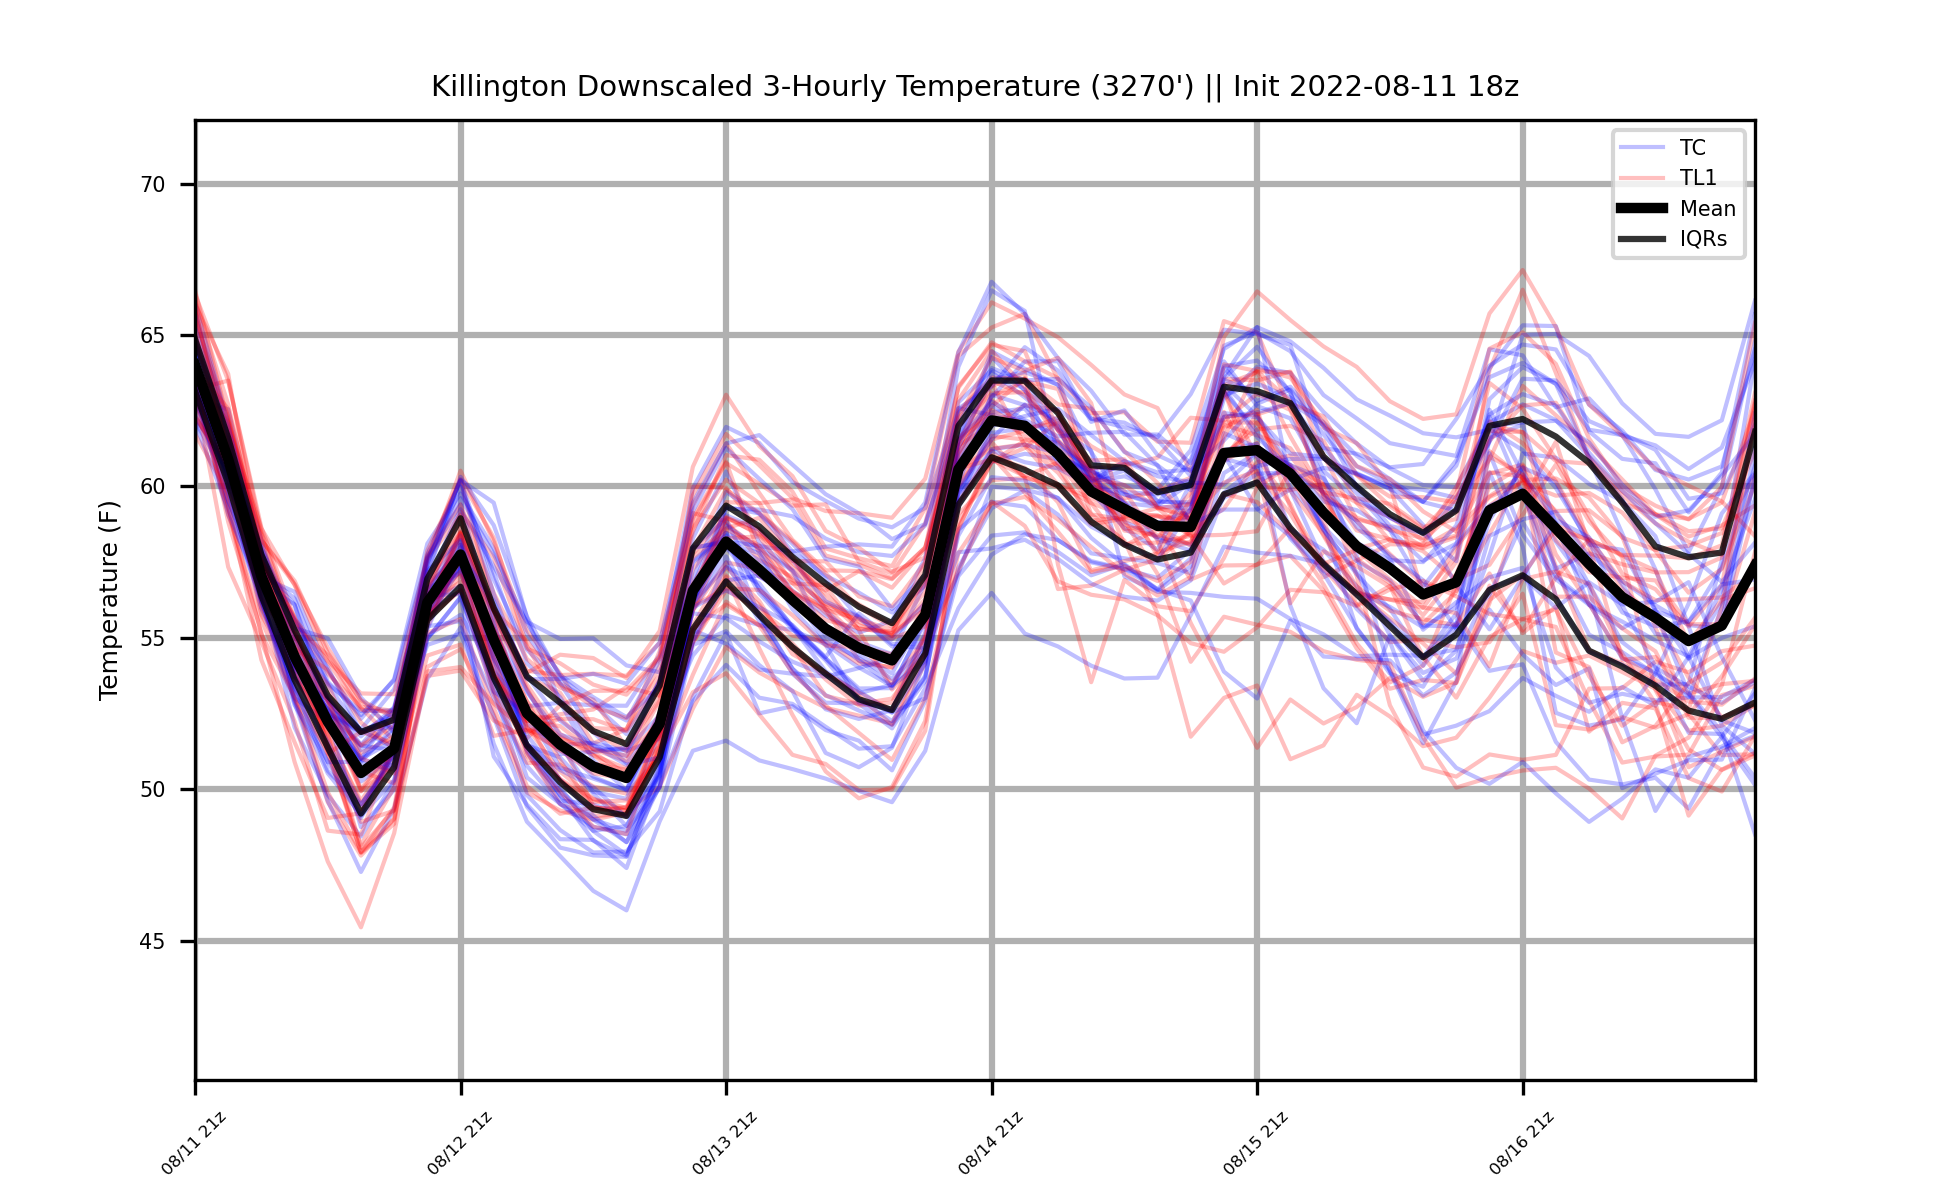 Killington Downscaled 3-Hourly Temperature (3270') || Init 2022-08-11 18z
TC
TL1
Mean
IQRs
Temperature (F)
70
65
60
55
50
45
08/11 21z
08/12 21z
08/13 21z
08/14 21z
08/15 21z
08/16 21z